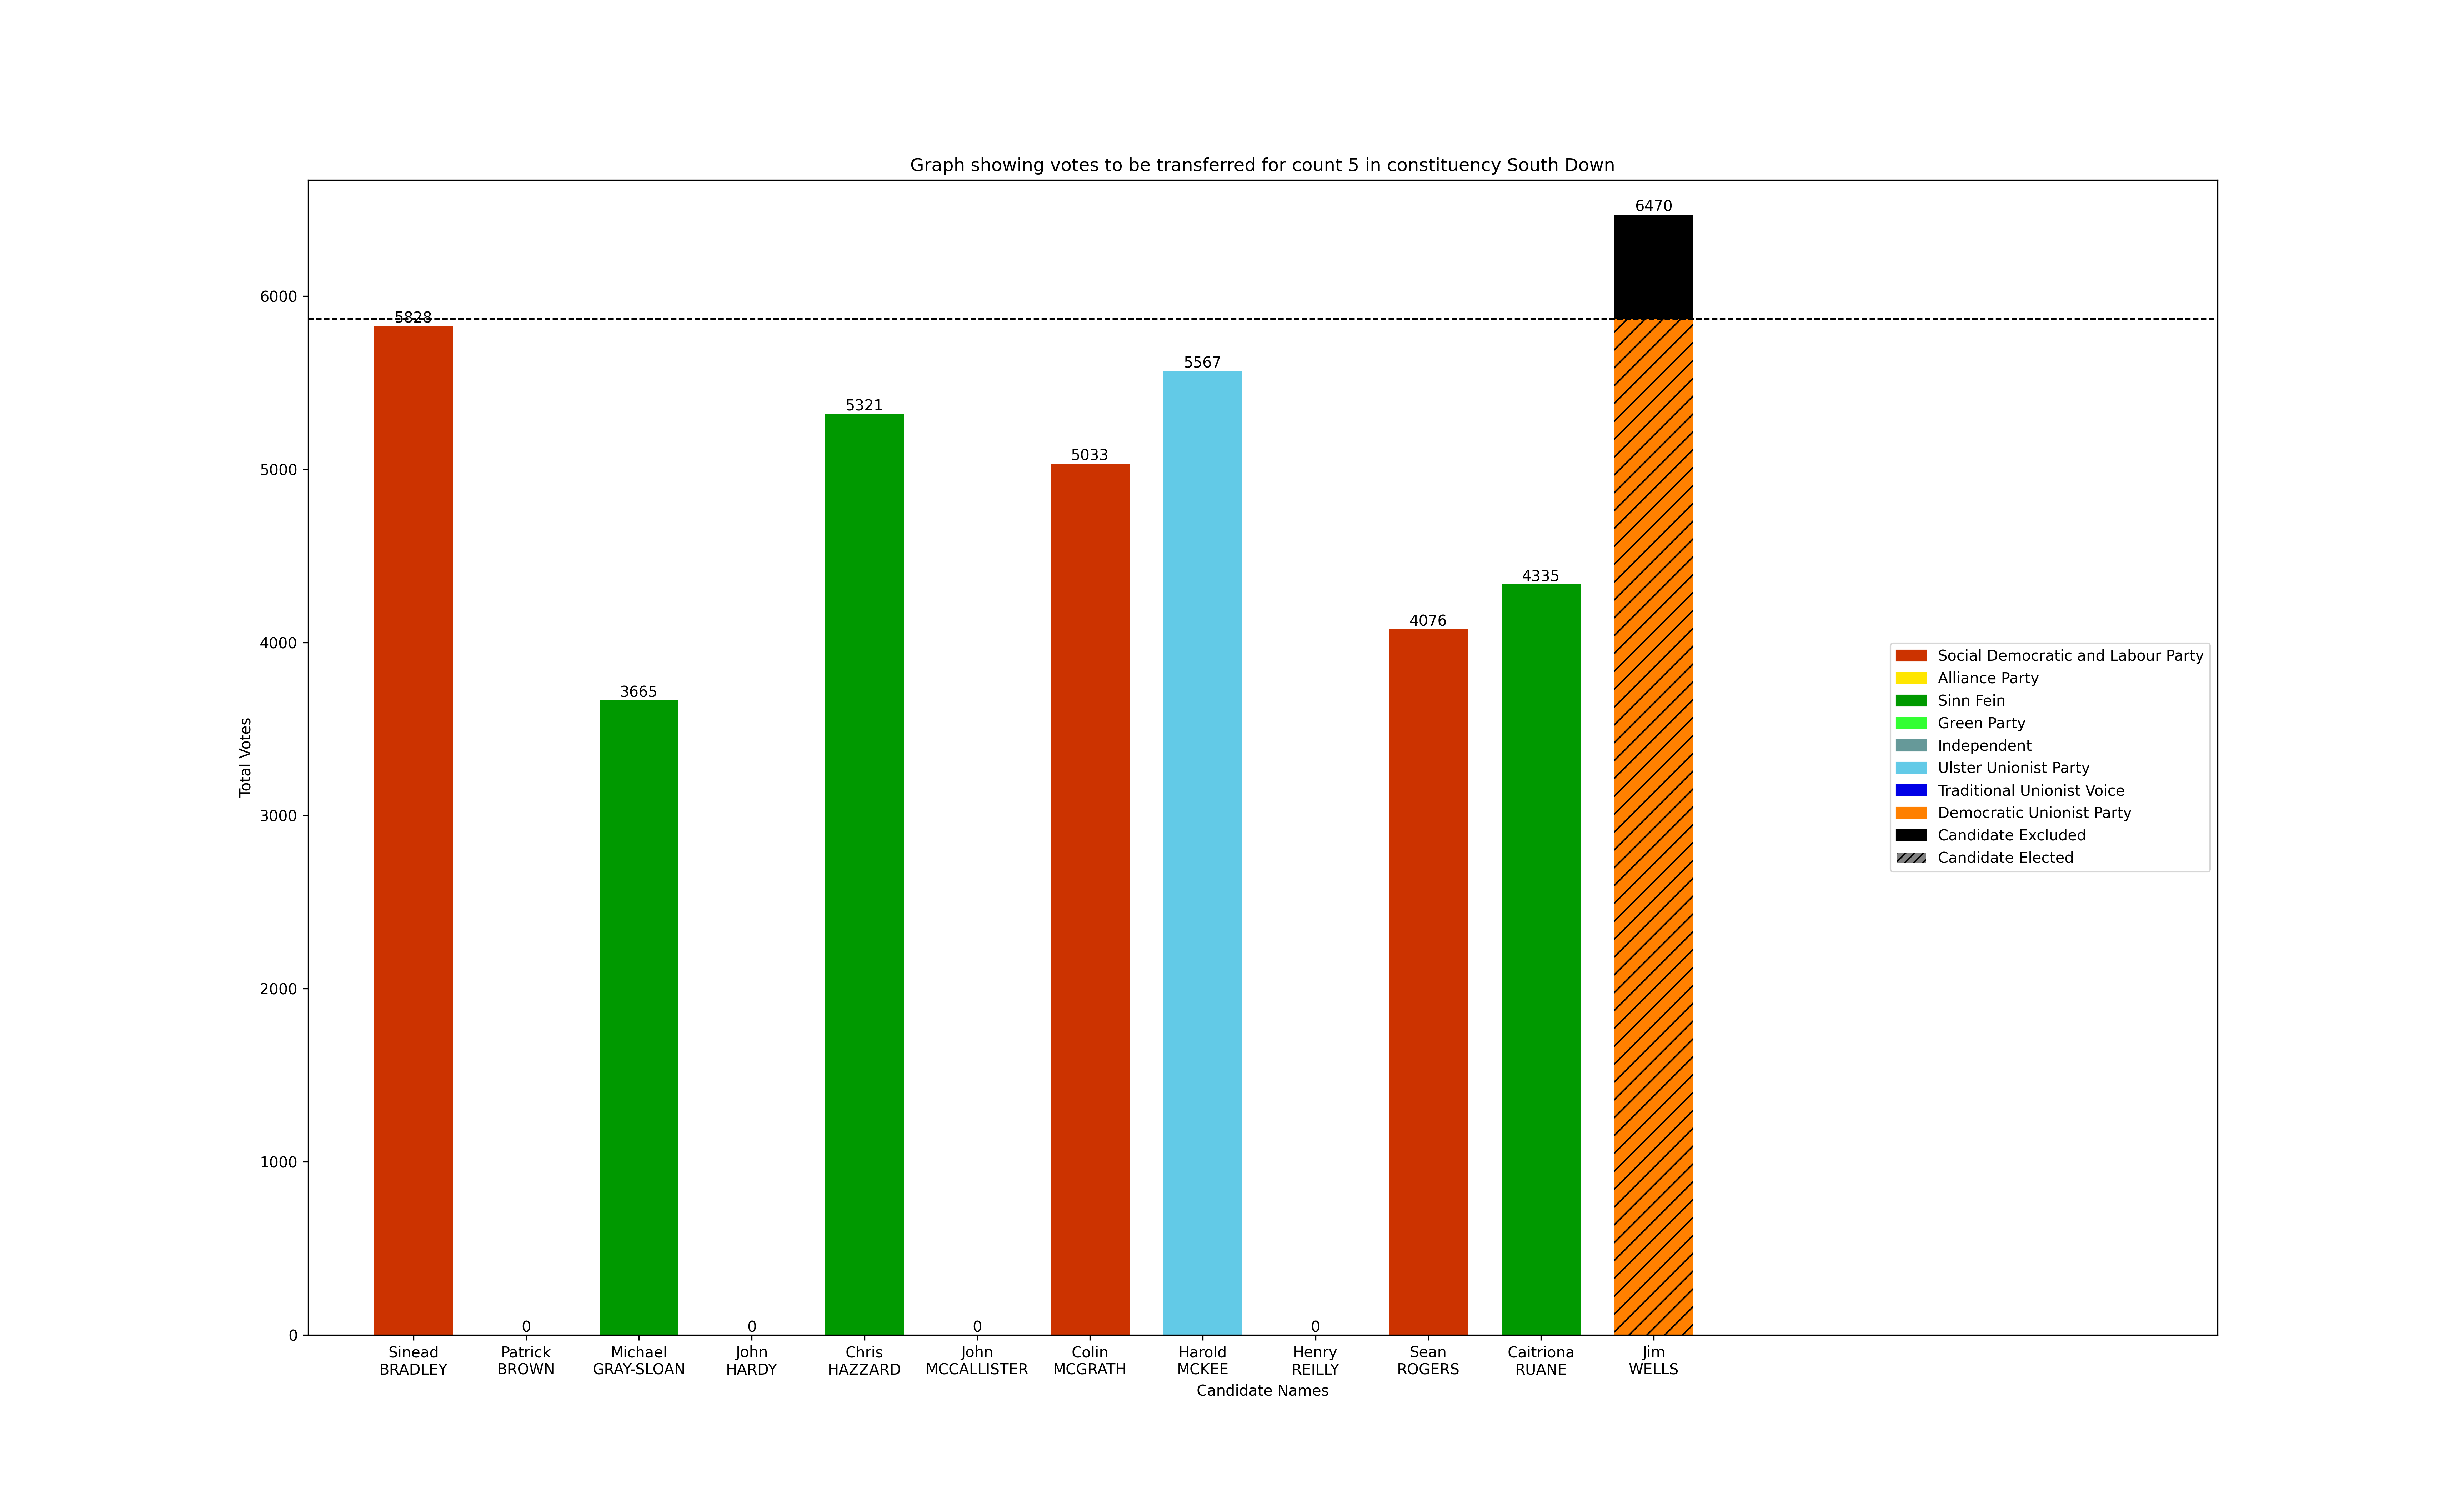 Graph showing votes to be transferred for count 5 in constituency South Down
6470
6000
5828
5567
5321
5033
5000
4335
4076
4000
3665
3000
2000
1000
0
0
0
0
0
Total Votes
Social Democratic and Labour Party
Alliance Party
Sinn Fein
Green Party
Independent
Ulster Unionist Party
Traditional Unionist Voice
Democratic Unionist Party
Candidate Excluded
Candidate Elected
Sinead
BRADLEY
Patrick
BROWN
Michael
GRAY-SLOAN
John
HARDY
Chris
HAZZARD
John
MCCALLISTER
Colin
MCGRATH
Harold
MCKEE
Henry
REILLY
Sean
ROGERS
Caitriona
RUANE
Jim
WELLS
Candidate Names